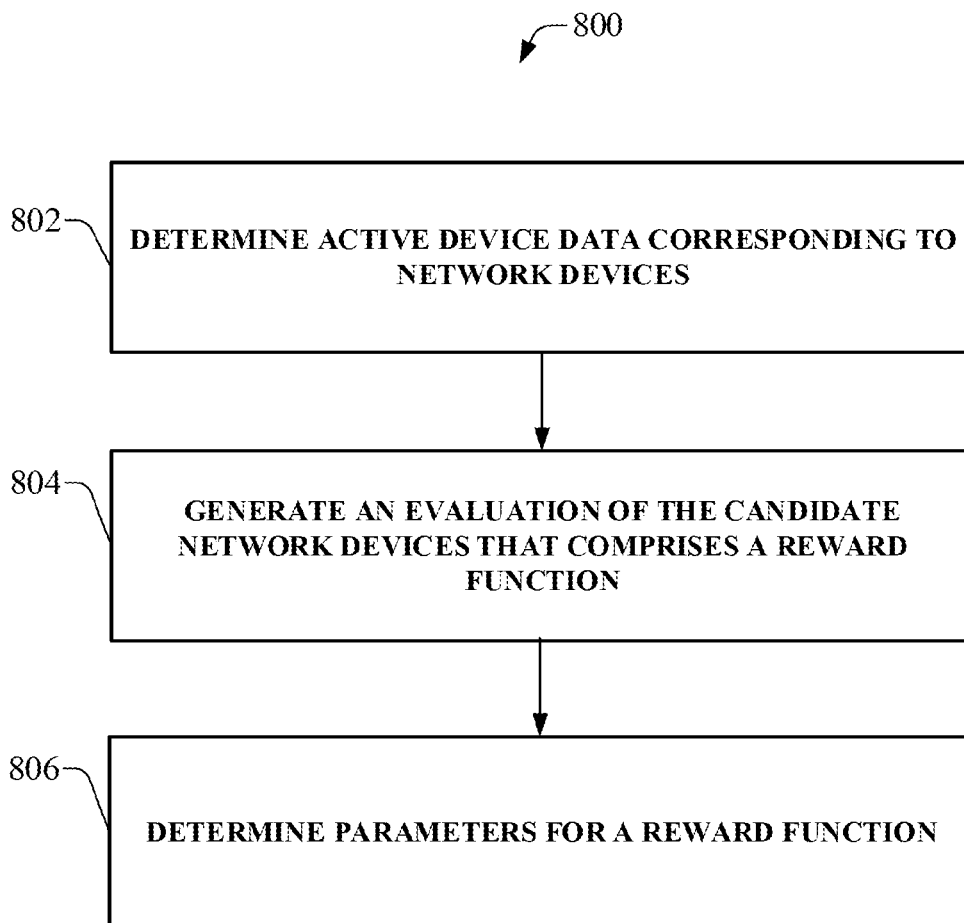 800
802
DETERMINE ACTIVE DEVICE DATA CORRESPONDING TO
NETWORK DEVICES
804
GENERATE AN EVALUATION OF THE CANDIDATE
NETWORK DEVICES THAT COMPRISES A REWARD
FUNCTION
806
DETERMINE PARAMETERS FOR A REWARD FUNCTION